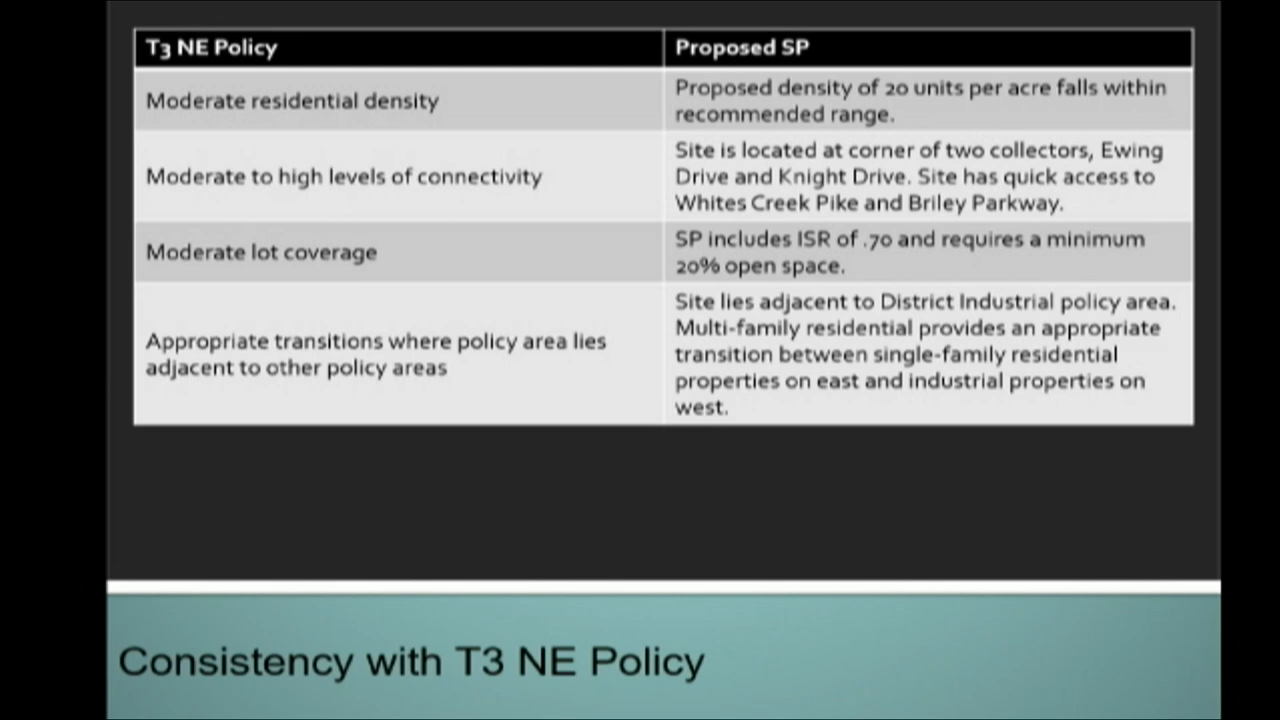 T3 NE Policy
Proposed SP
Moderate residential density
Proposed density of 20 units per acre falls within
recommended range.
Moderate to high levels of connectivity
Site is located at corner of two collectors, Ewing
Drive and Knight Drive. Site has quick access to
Whites Creek Pike and Briley Parkway.
Moderate lot coverage
SP includes ISR of .70 and requires a minimum
20% open space.
Appropriate transitions where policy area lies
adjacent to other policy areas
Site lies adjacent to District Industrial policy area.
Multi-family residential provides an appropriate
transition between single-family residential
properties on east and industrial properties on
west.
Consistency with T3 NE Policy